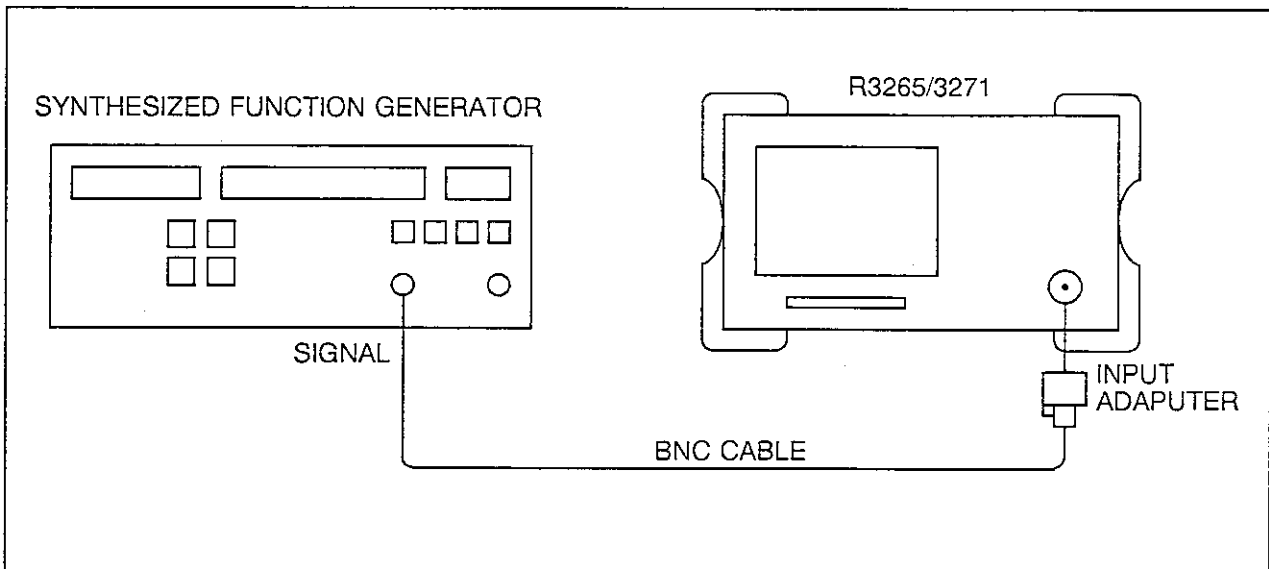 SYNTHESIZED FUNCTION GENERATOR
R3265/3271
SIGNAL
INPUT
ADAPUTER
BNC CABLE